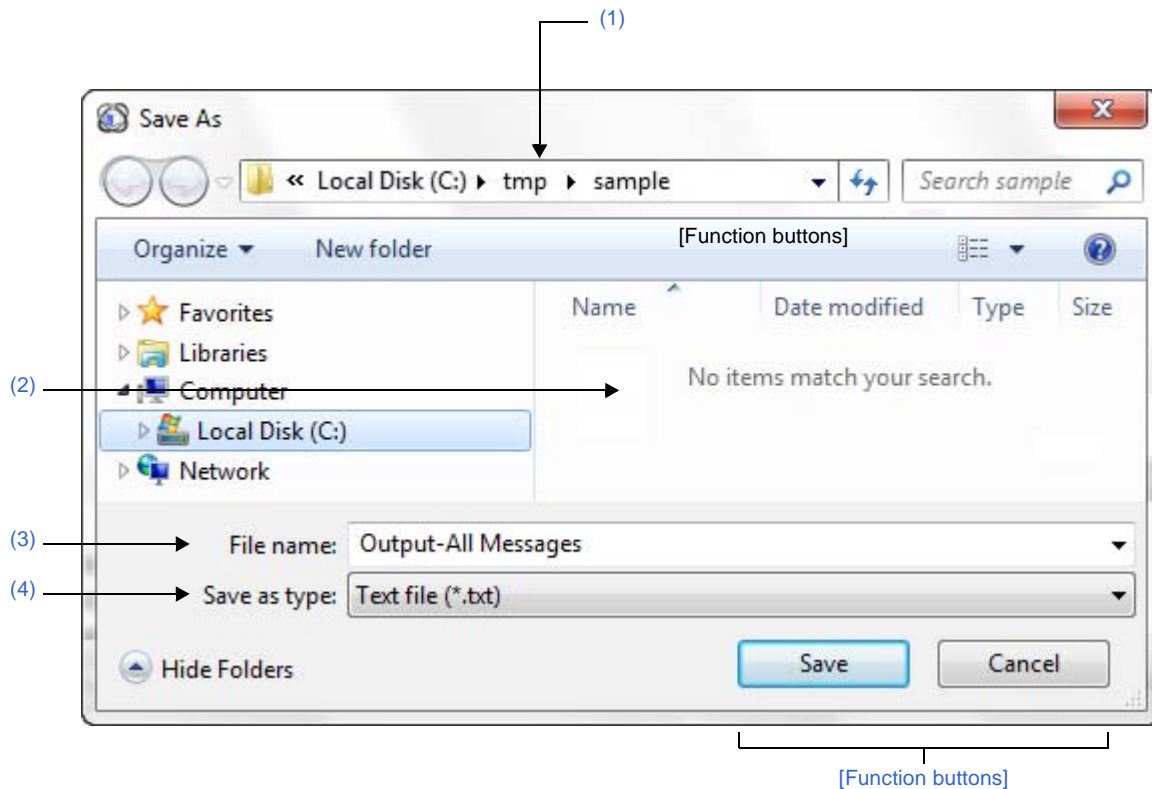 (1)
Save As
« Local Disk (C:) tmp sample
Search sample
Organize New folder [Function buttons]
Favorites
Libraries
Computer
Local Disk (C:)
Network
Name Date modified Type Size
No items match your search.
(2)
(3)
File name: Output-All Messages
(4)
Save as type: Text file (*.txt)
Hide Folders
Save Cancel
[Function buttons]